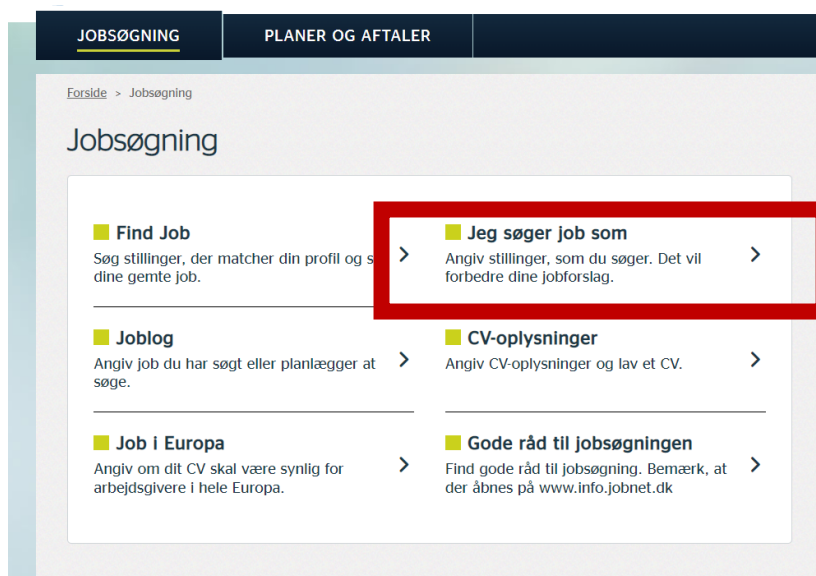 JOBSØGNING
PLANER OG AFTALER
Forside > Jobsøgning
Jobsøgning
Find Job
Søg stillinger, der matcher din profil og s
dine gemte job.
Jeg søger job som
Angiv stillinger, som du søger. Det vil
forbedre dine jobforslag.
Joblog
Angiv job du har søgt eller planlægger at
søge.
CV-oplysninger
Angiv CV-oplysninger og lav et CV.
Job i Europa
Angiv om dit CV skal være synlig for
arbejdsgivere i hele Europa.
Gode råd til jobsøgningen
Find gode råd til jobsøgning. Bemærk, at
der åbnes på www.info.jobnet.dk